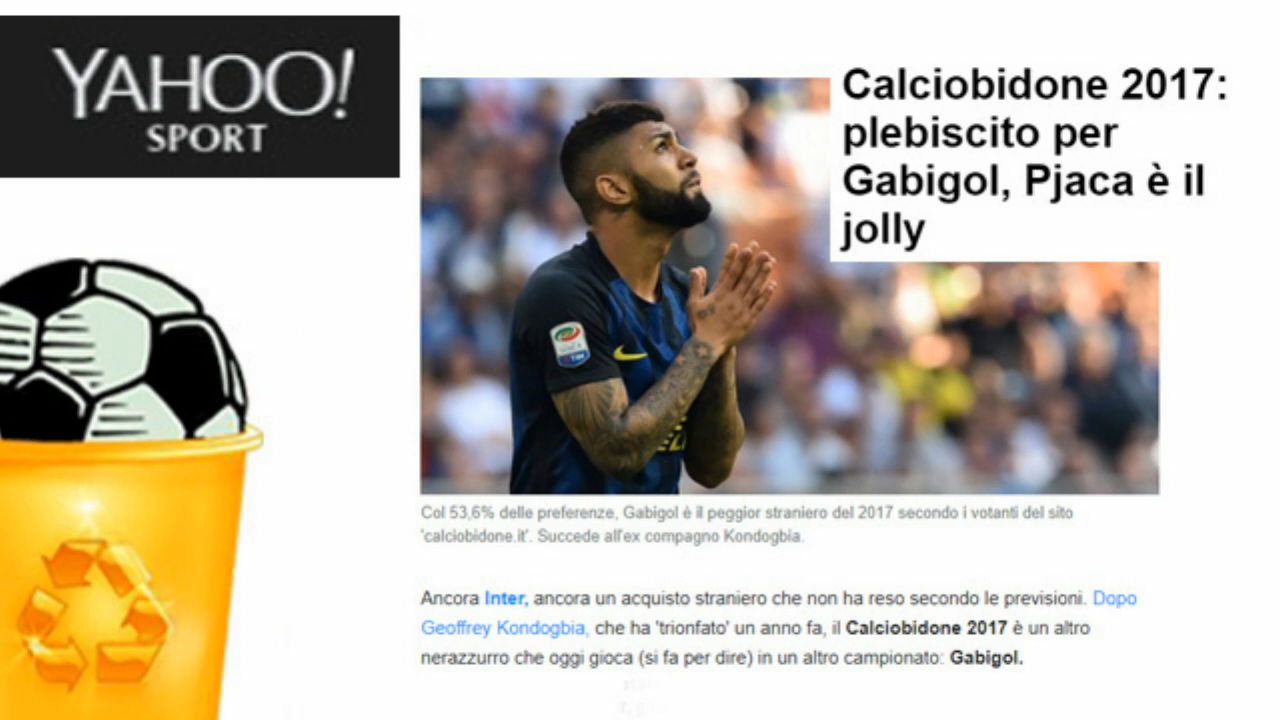 YAHOO!
SPORT
Calciobidone 2017:
plebiscito per
Gabigol, Pjaca è il
jolly
Col 53,6% delle preferenze, Gabigol è il peggior straniero del 2017 secondo i votanti del sito
'calciobidone.it'. Succede all'ex compagno Kondogbia.
Ancora Inter, ancora un acquisto straniero che non ha reso secondo le previsioni. Dopo
Geoffrey Kondogbia, che ha 'trionfato' un anno fa, il Calciobidone 2017 è un altro
nerazzurro che oggi gioca (si fa per dire) in un altro campionato: Gabigol.